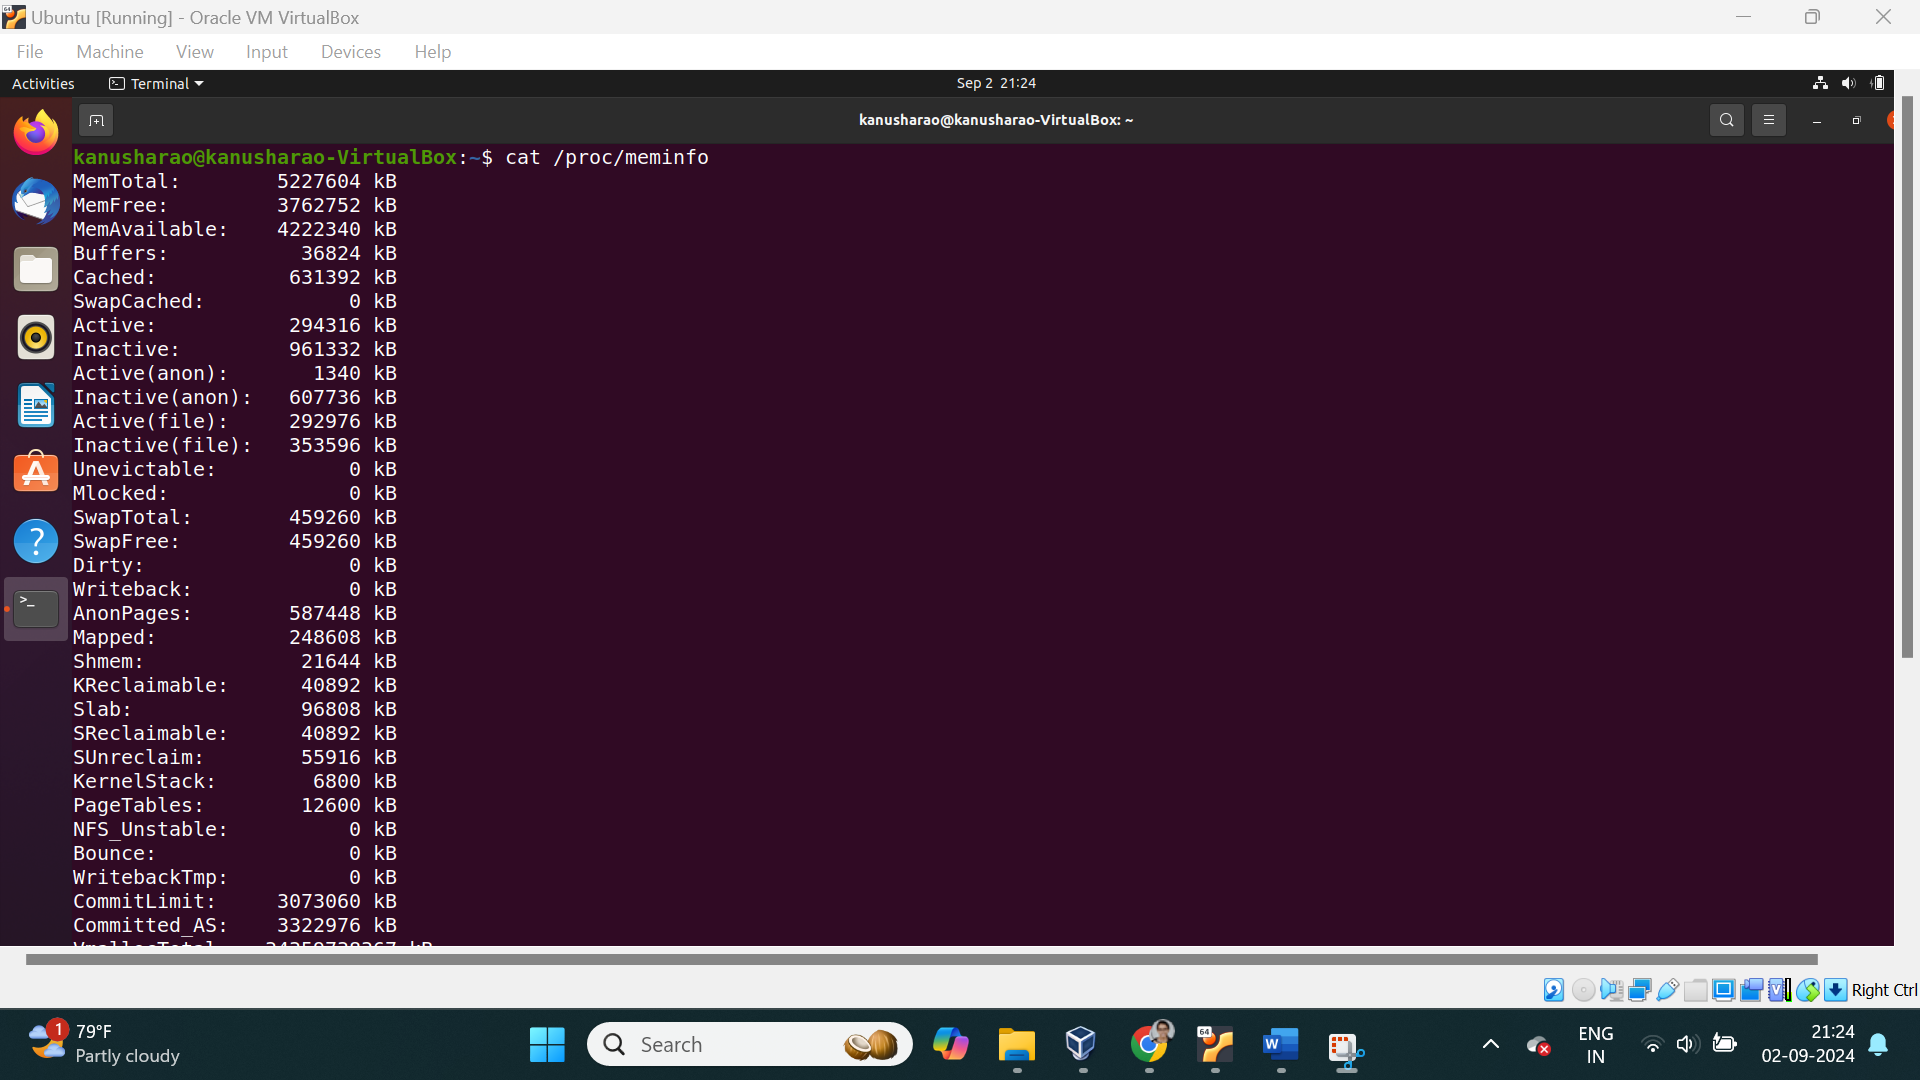 Ubuntu [Running] - Oracle VM VirtualBox
File Machine View Input Devices Help
Activities Terminal Sep 2 21:24
kanusharao@kanusharao-VirtualBox: ~
kanusharao@kanusharao-VirtualBox:~$ cat /proc/meminfo
MemTotal: 5227604 kB
MemFree: 3762752 kB
MemAvailable: 4222340 kB
Buffers: 36824 kB
Cached: 631392 kB
SwapCached: 0 kB
Active: 294316 kB
Inactive: 961332 kB
Active(anon): 1340 kB
Inactive(anon): 607736 kB
Active(file): 292976 kB
Inactive(file): 353596 kB
Unevictable: 0 kB
Mlocked: 0 kB
SwapTotal: 459260 kB
SwapFree: 459260 kB
Dirty: 0 kB
Writeback: 0 kB
AnonPages: 587448 kB
Mapped: 248608 kB
Shmem: 21644 kB
KReclaimable: 40892 kB
Slab: 96808 kB
SReclaimable: 40892 kB
SUnreclaim: 55916 kB
KernelStack: 6800 kB
PageTables: 12600 kB
NFS_Unstable: 0 kB
Bounce: 0 kB
WritebackTmp: 0 kB
CommitLimit: 3073060 kB
Committed_AS: 3322976 kB
VmallocTotal: 34359738367 kB
Right Ctrl
1 79°F
Partly cloudy
Search
64
W
ENG
IN
21:24
02-09-2024